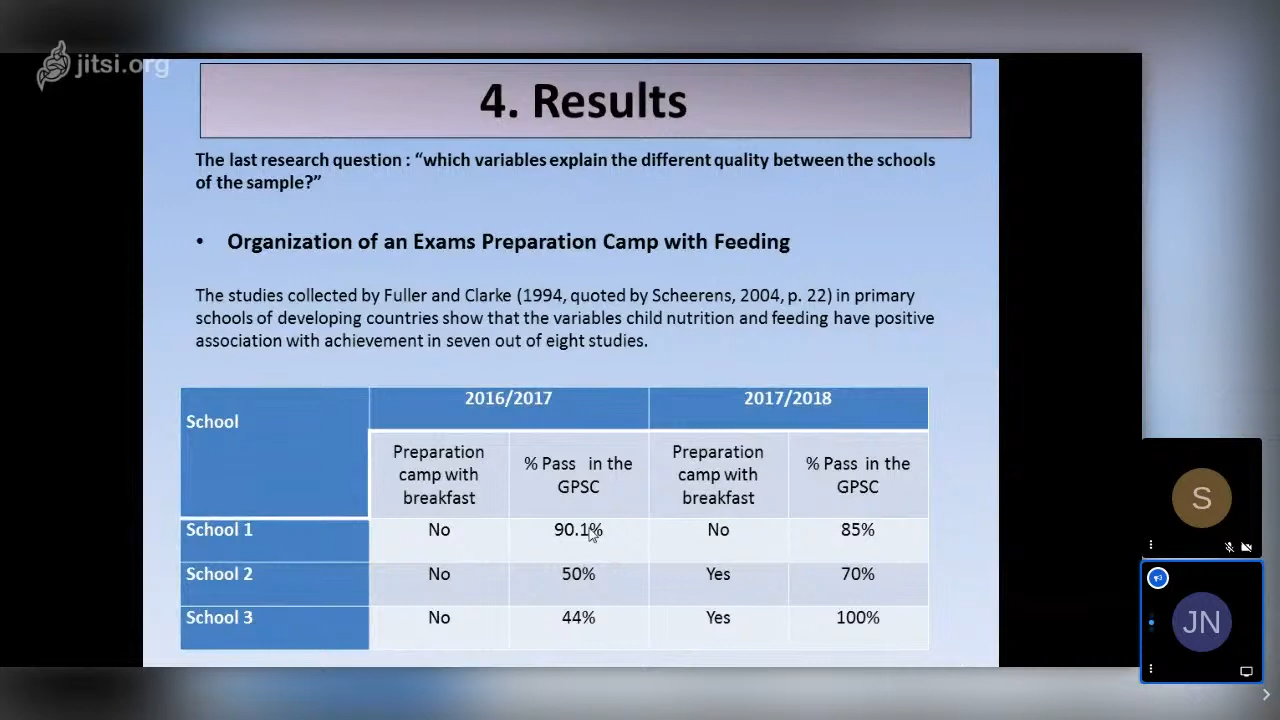 jitsi.org
4. Results
The last research question : “which variables explain the different quality between the schools
of the sample?”
• Organization of an Exams Preparation Camp with Feeding
The studies collected by Fuller and Clarke (1994, quoted by Scheerens, 2004, p. 22) in primary
schools of developing countries show that the variables child nutrition and feeding have positive
association with achievement in seven out of eight studies.
School 2016/2017 2017/2018
Preparation camp with breakfast % Pass in the GPSC Preparation camp with breakfast % Pass in the GPSC
School 1 No 90.1% No 85%
School 2 No 50% Yes 70%
School 3 No 44% Yes 100%
S
JN